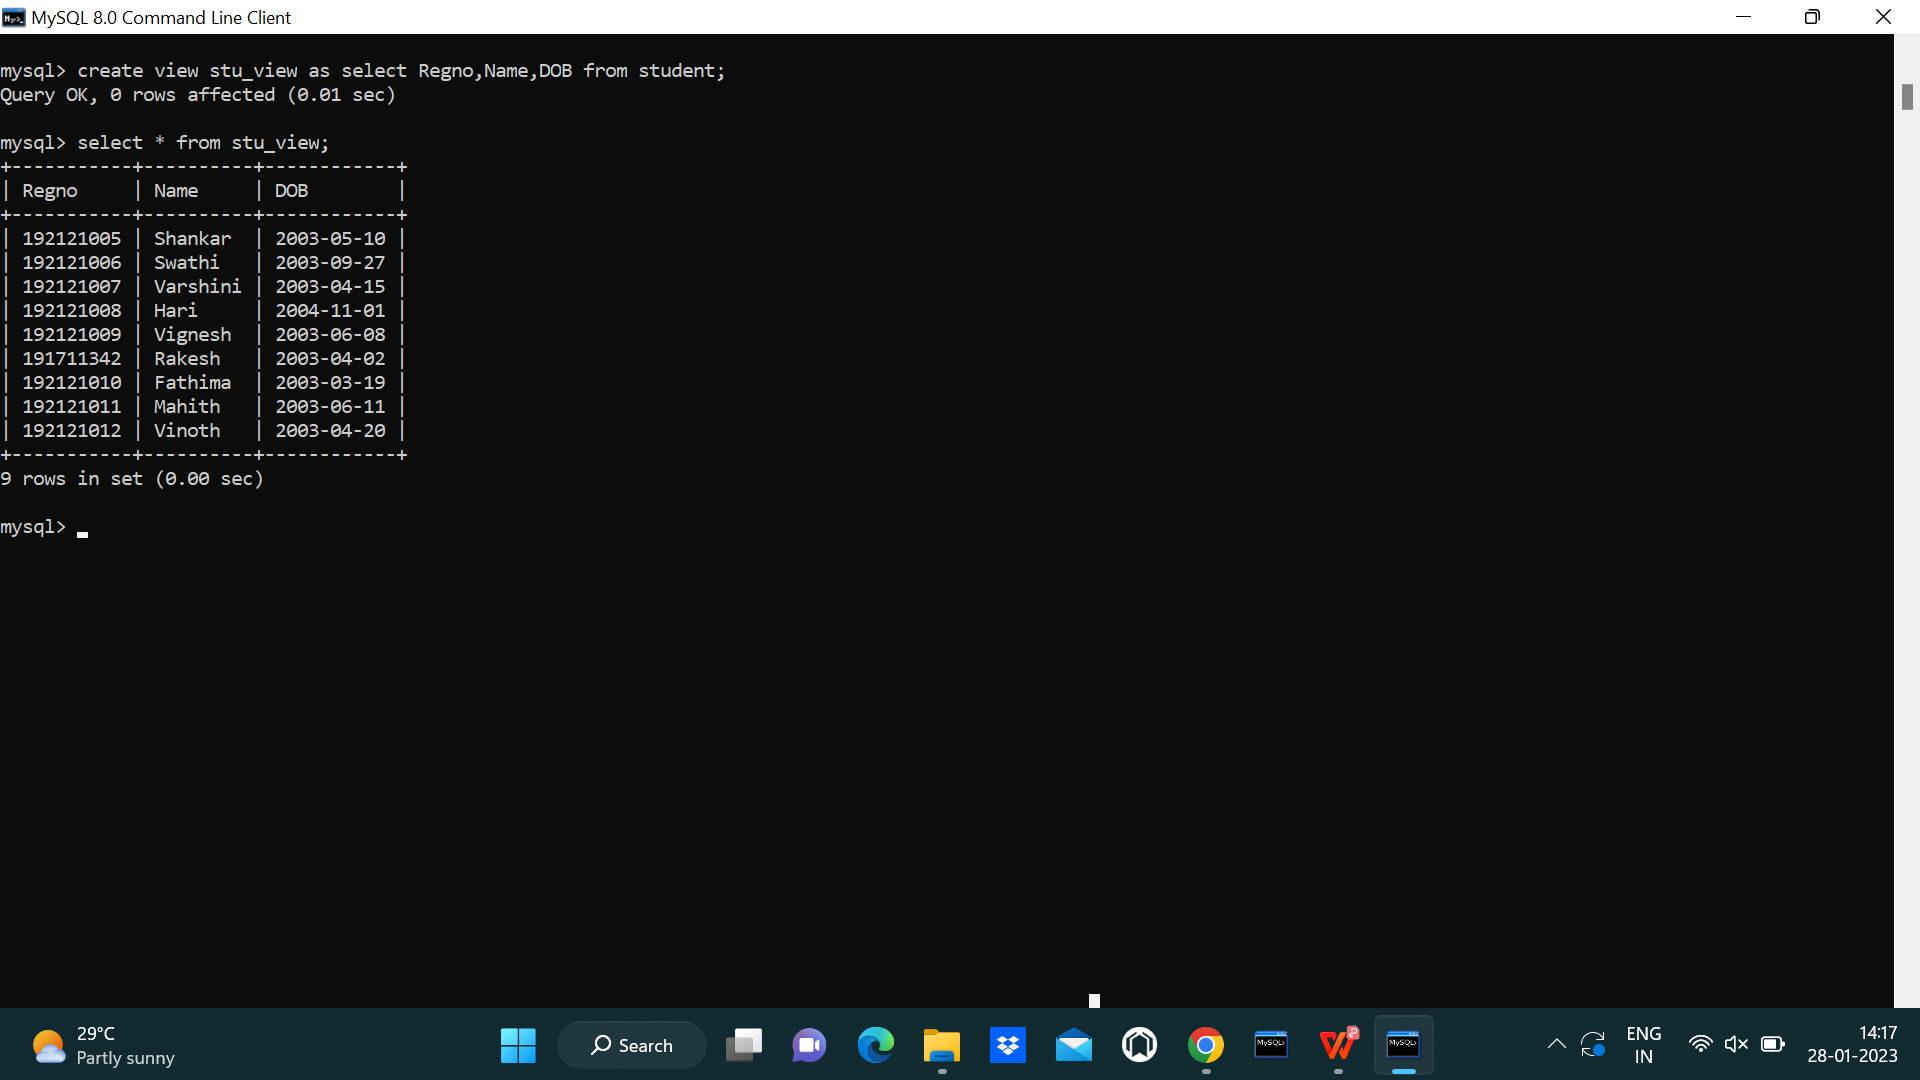 MySQL 8.0 Command Line Client
mysql> create view stu_view as select Regno,Name,DOB from student;
Query OK, 0 rows affected (0.01 sec)
mysql> select * from stu_view;
+-----------+----------+------------+
| Regno     | Name     | DOB        |
+-----------+----------+------------+
| 192121005 | Shankar  | 2003-05-10 |
| 192121006 | Swathi   | 2003-09-27 |
| 192121007 | Varshini | 2003-04-15 |
| 192121008 | Hari     | 2004-11-01 |
| 192121009 | Vignesh  | 2003-06-08 |
| 191711342 | Rakesh   | 2003-04-02 |
| 192121010 | Fathima  | 2003-03-19 |
| 192121011 | Mahith   | 2003-06-11 |
| 192121012 | Vinoth   | 2003-04-20 |
+-----------+----------+------------+
9 rows in set (0.00 sec)
mysql>
29°C
Partly sunny
Search
MySQL>
MySQL>
ENG
IN
14:17
28-01-2023